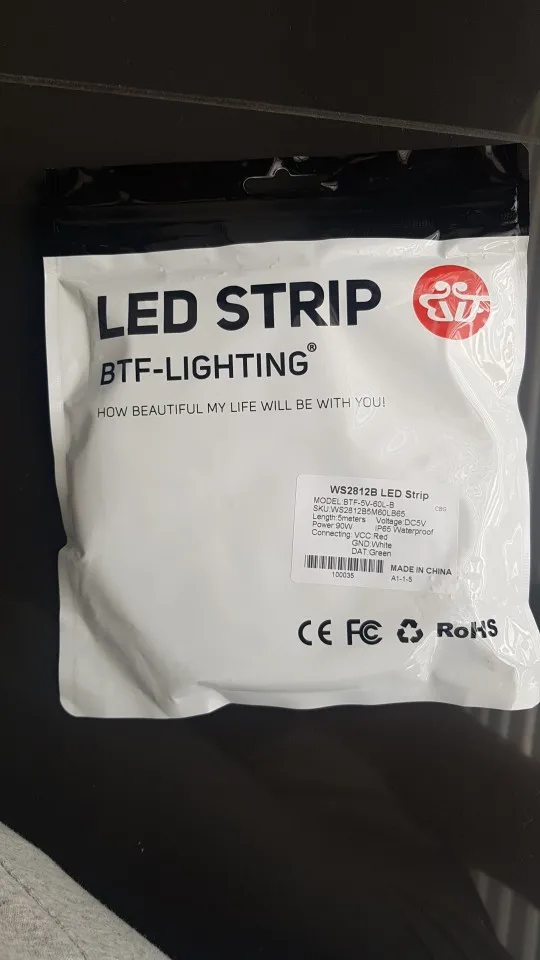 LED STRIP
BTF-LIGHTING®
HOW BEAUTIFUL MY LIFE WILL BE WITH YOU!
WS2812B LED Strip
MODEL:BTF-5V-60L-B
SKU:WS2812B5M60LB65 CBG
Length:5meters Voltage:DC5V
Power:90W IP65 Waterproof
Connecting: VCC:Red
GND:White
DAT:Green
MADE IN CHINA
100035 A1-1-5
CE FC RoHS